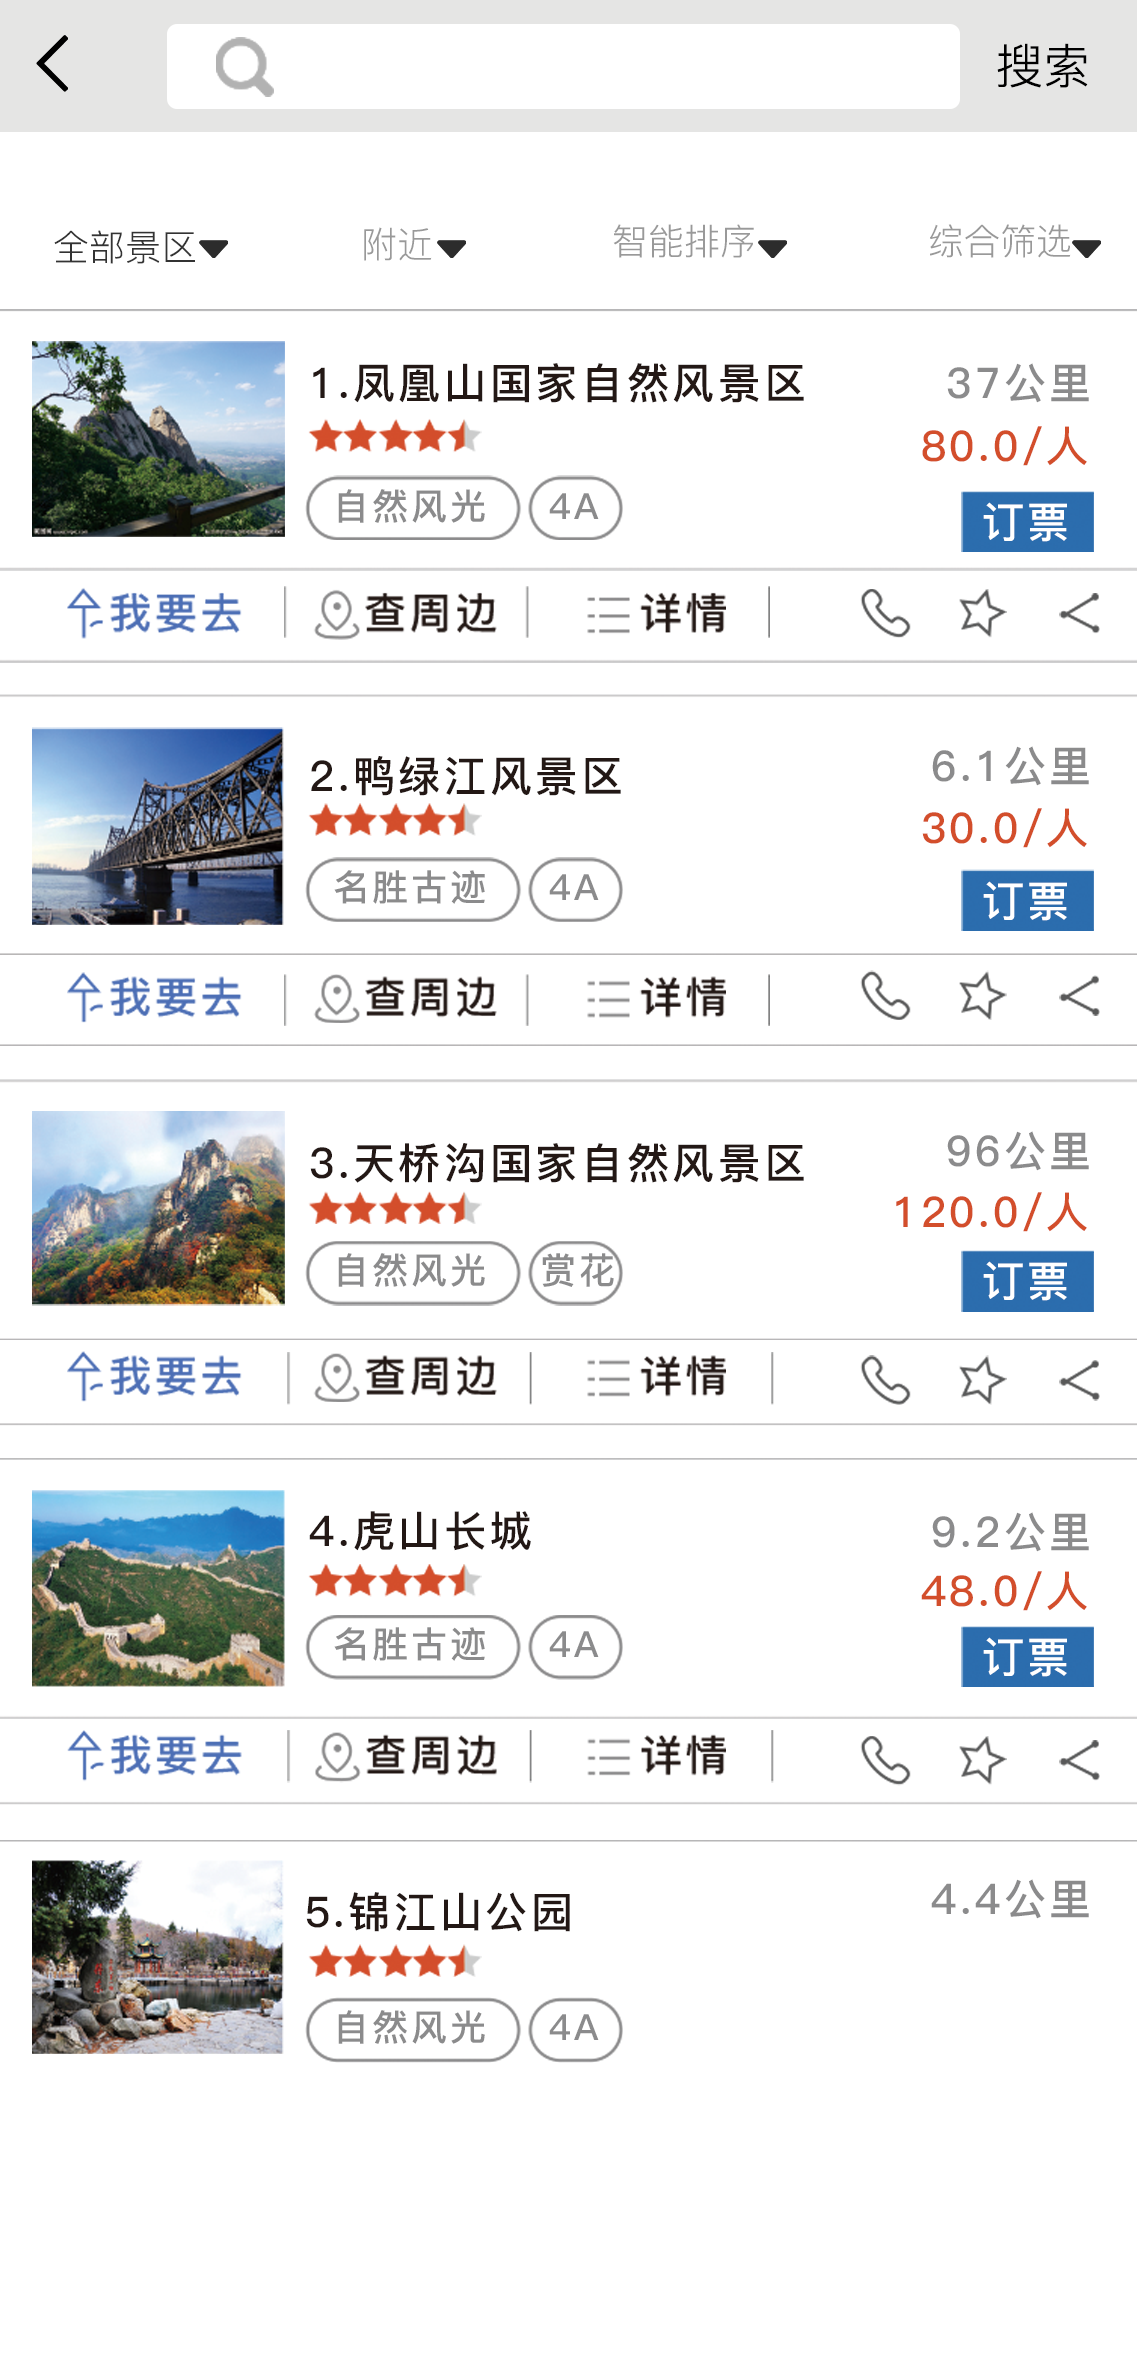 搜索
全部景区 附近 智能排序 综合筛选
1.凤凰山国家自然风景区 37公里
80.0/人
自然风光 4A
订票
我要去 查周边 详情
2.鸭绿江风景区 6.1公里
30.0/人
名胜古迹 4A
订票
我要去 查周边 详情
3.天桥沟国家自然风景区 96公里
120.0/人
自然风光 赏花
订票
我要去 查周边 详情
4.虎山长城 9.2公里
48.0/人
名胜古迹 4A
订票
我要去 查周边 详情
5.锦江山公园 4.4公里
自然风光 4A